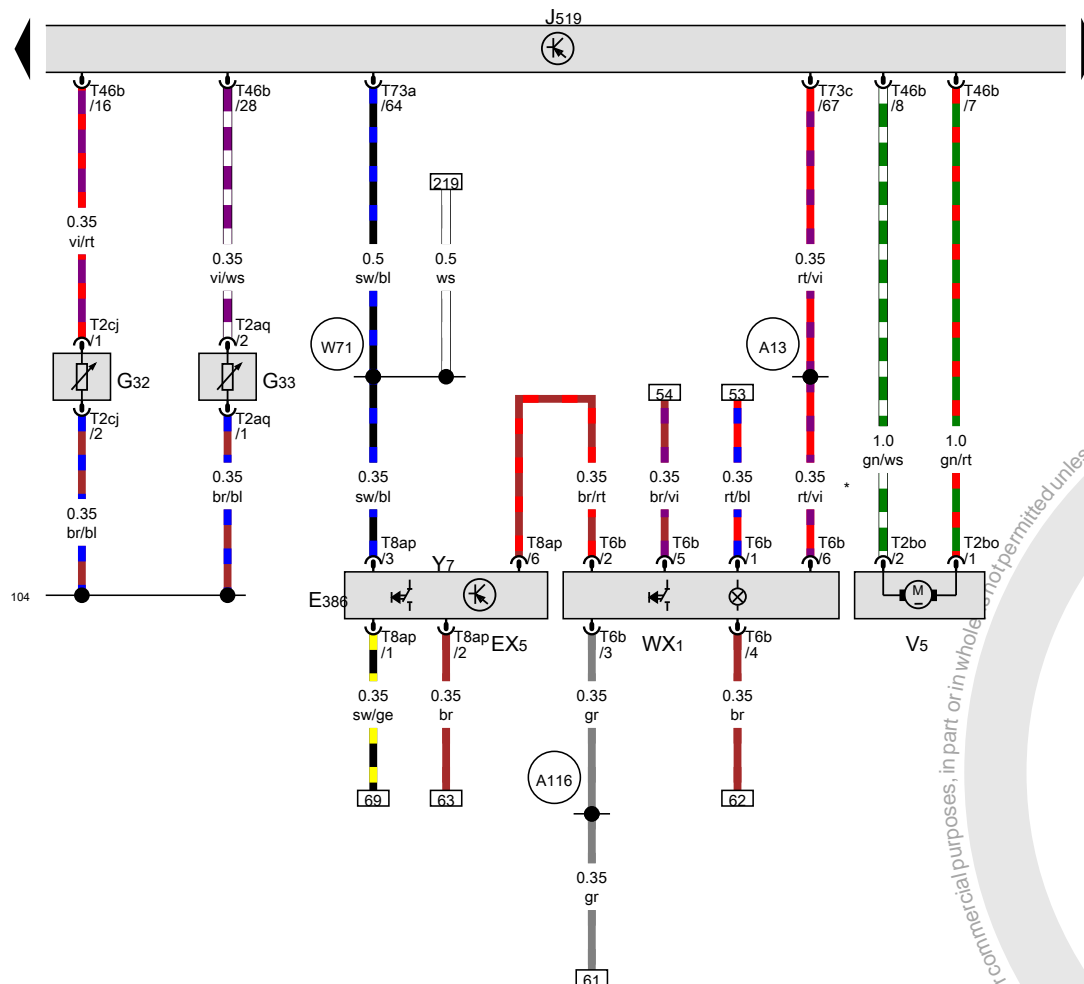 J519
T46b
/16
T46b
/28
T73a
/64
T73c
/67
T46b
/8
T46b
/7
219
0.35
vi/rt
0.35
vi/ws
0.5
sw/bl
0.5
ws
0.35
rt/vi
T2cj
/1
T2aq
/2
W71
A13
G32
G33
T2cj
/2
T2aq
/1
54
53
1.0
gn/ws
1.0
gn/rt
0.35
br/bl
0.35
br/bl
0.35
sw/bl
0.35
br/rt
0.35
br/vi
0.35
rt/bl
0.35
rt/vi
*
T8ap
/3
T8ap
/6
T6b
/2
T6b
/5
T6b
/1
T6b
/6
T2bo
/2
T2bo
/1
104
Y7
E386
M
T8ap
/1
T8ap
/2
EX5
T6b
/3
WX1
T6b
/4
V5
0.35
sw/ge
0.35
br
0.35
gr
0.35
br
A116
69
63
62
0.35
gr
61
rcommercial purposes, in part or in whole, is not permitted unles